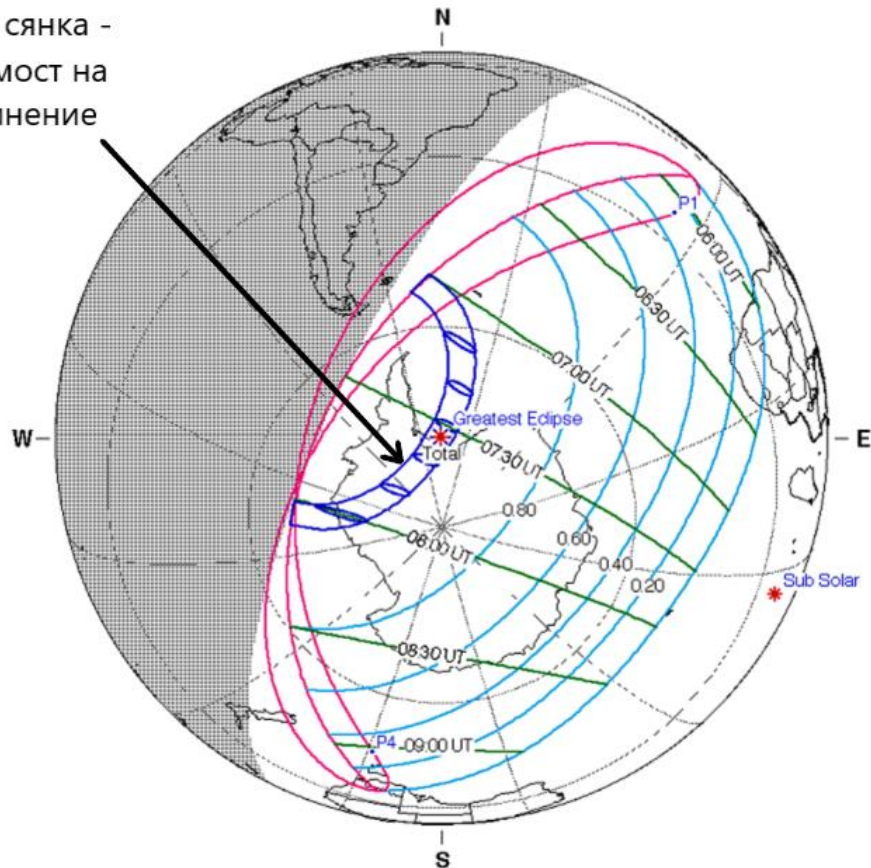 N
сянка -
мост на
нение
P1
06:00 UT
06:30 UT
07:00 UT
W
Greatest Eclipse
E
Total
07:30 UT
0.80
08:00 UT
0.60
0.40
0.20
Sub Solar
08:30 UT
P4
09:00 UT
S